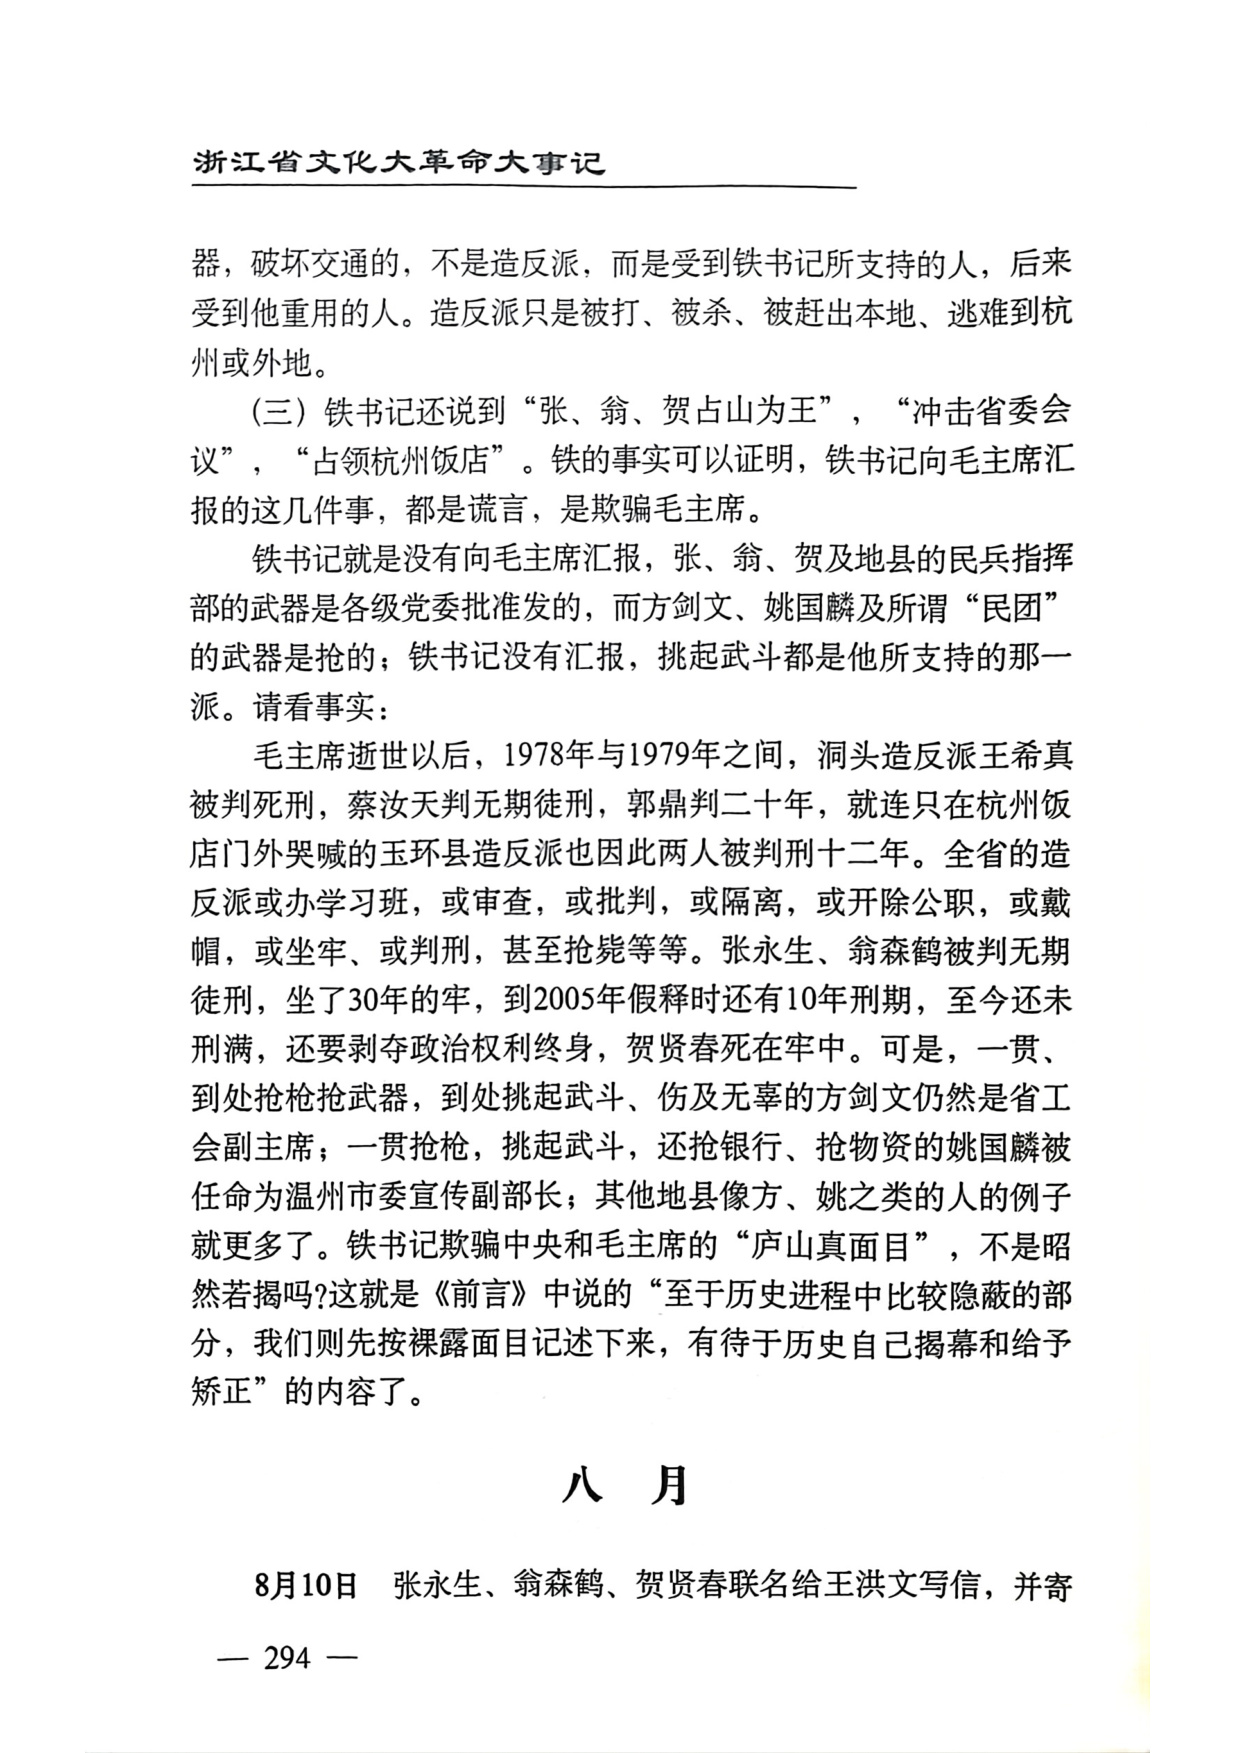 浙江省文化大革命大事记
器，破坏交通的，不是造反派，而是受到铁书记所支持的人，后来
受到他重用的人。造反派只是被打、被杀、被赶出本地、逃难到杭
州或外地。
（三）铁书记还说到“张、翁、贺占山为王”，“冲击省委会
议”，“占领杭州饭店”。铁的事实可以证明，铁书记向毛主席汇
报的这几件事，都是谎言，是欺骗毛主席。
铁书记就是没有向毛主席汇报，张、翁、贺及地县的民兵指挥
部的武器是各级党委批准发的，而方剑文、姚国麟及所谓“民团”
的武器是抢的；铁书记没有汇报，挑起武斗都是他所支持的那一
派。请看事实：
毛主席逝世以后，1978年与1979年之间，洞头造反派王希真
被判死刑，蔡汝天判无期徒刑，郭鼎判二十年，就连只在杭州饭
店门外哭喊的玉环县造反派也因此两人被判刑十二年。全省的造
反派或办学习班，或审查，或批判，或隔离，或开除公职，或戴
帽，或坐牢、或判刑，甚至抢毙等等。张永生、翁森鹤被判无期
徒刑，坐了30年的牢，到2005年假释时还有10年刑期，至今还未
刑满，还要剥夺政治权利终身，贺贤春死在牢中。可是，一贯、
到处抢枪抢武器，到处挑起武斗、伤及无辜的方剑文仍然是省工
会副主席；一贯抢枪，挑起武斗，还抢银行、抢物资的姚国麟被
任命为温州市委宣传副部长；其他地县像方、姚之类的人的例子
就更多了。铁书记欺骗中央和毛主席的“庐山真面目”，不是昭
然若揭吗?这就是《前言》中说的“至于历史进程中比较隐蔽的部
分，我们则先按裸露面目记述下来，有待于历史自己揭幕和给予
矫正”的内容了。
八　月
8月10日　张永生、翁森鹤、贺贤春联名给王洪文写信，并寄
— 294 —